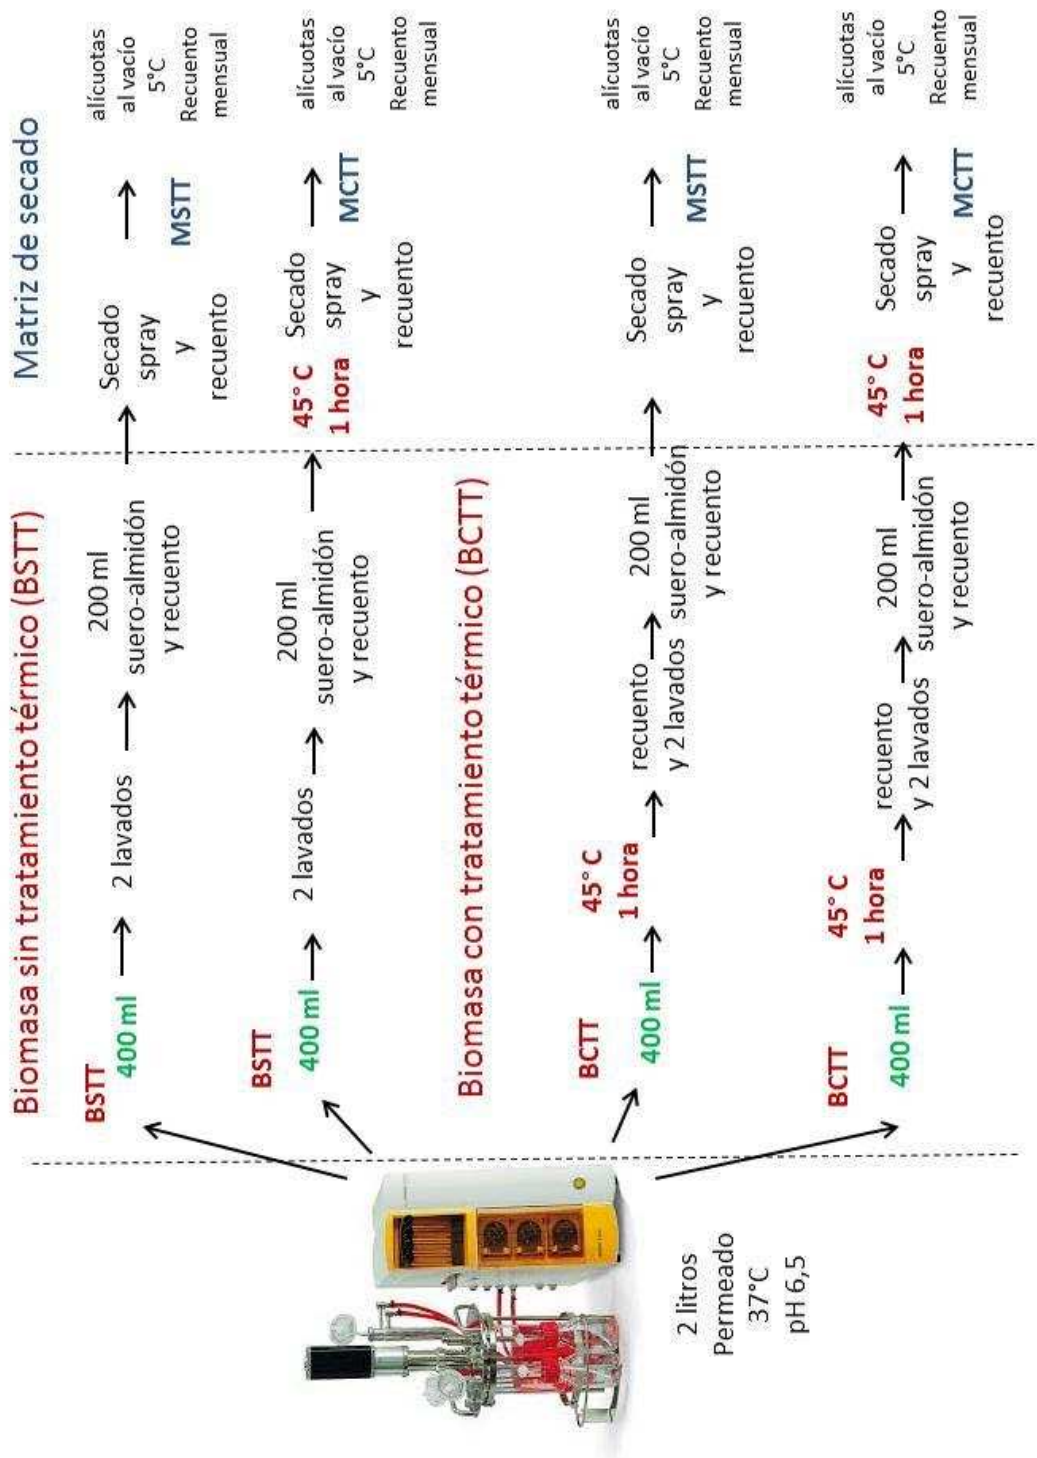 2 litros
Permeado
37°C
pH 6,5
Biomasa sin tratamiento térmico (BSTT)
Matriz de secado
BSTT
400 ml
2 lavados
200 ml
suero-almidón
y recuento
Secado
spray
y
recuento
MSTT
alícuotas
al vacío
5°C
Recuento
mensual
BSTT
400 ml
2 lavados
200 ml
suero-almidón
y recuento
45° C
1 hora
Secado
spray
y
recuento
MCTT
alícuotas
al vacío
5°C
Recuento
mensual
Biomasa con tratamiento térmico (BCTT)
BCTT
400 ml
45° C
1 hora
recuento
y 2 lavados
200 ml
suero-almidón
y recuento
Secado
spray
y
recuento
MSTT
alícuotas
al vacío
5°C
Recuento
mensual
BCTT
400 ml
45° C
1 hora
recuento
y 2 lavados
200 ml
suero-almidón
y recuento
45° C
1 hora
Secado
spray
y
recuento
MCTT
alícuotas
al vacío
5°C
Recuento
mensual